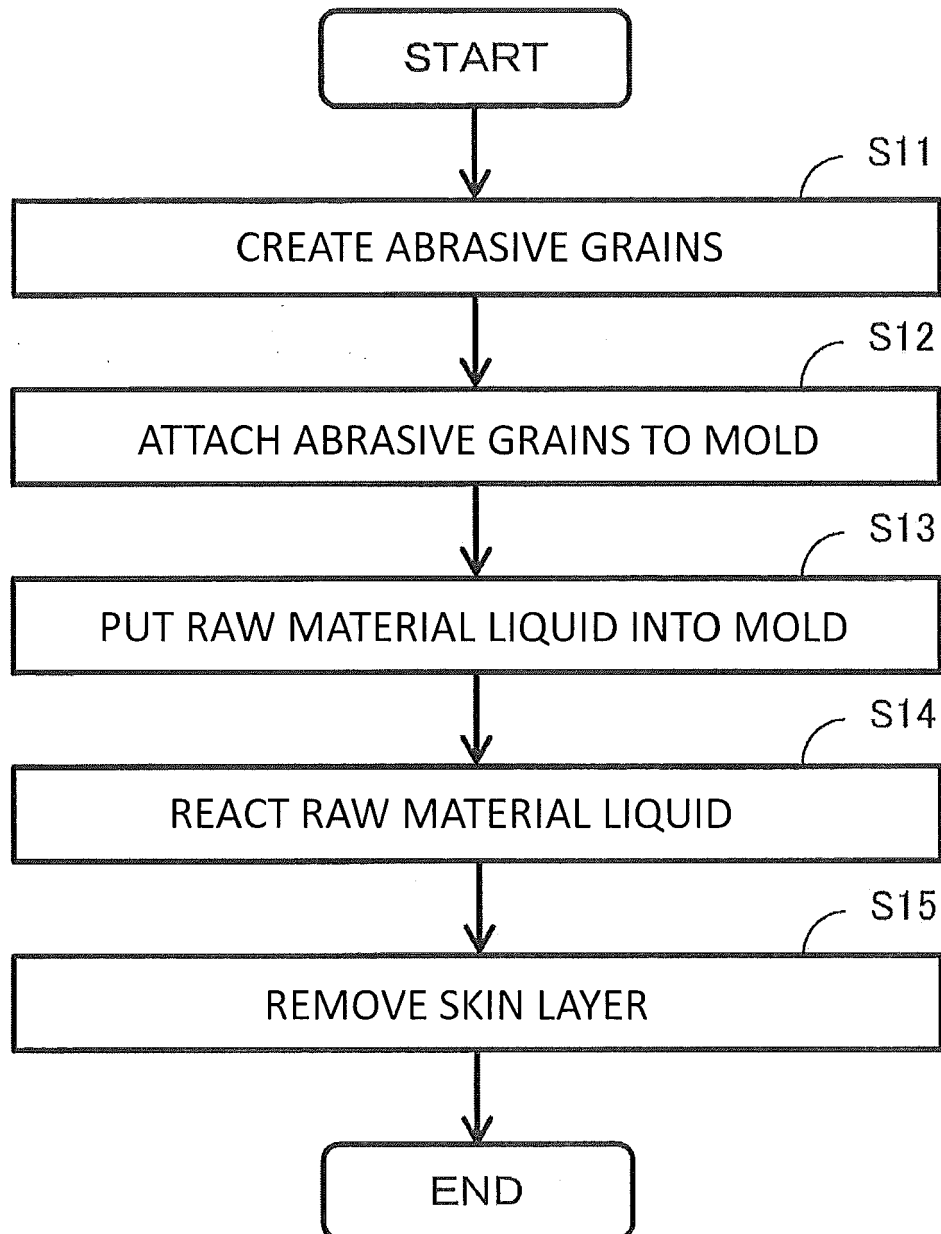 START
S11
CREATE ABRASIVE GRAINS
S12
ATTACH ABRASIVE GRAINS TO MOLD
S13
PUT RAW MATERIAL LIQUID INTO MOLD
S14
REACT RAW MATERIAL LIQUID
S15
REMOVE SKIN LAYER
END